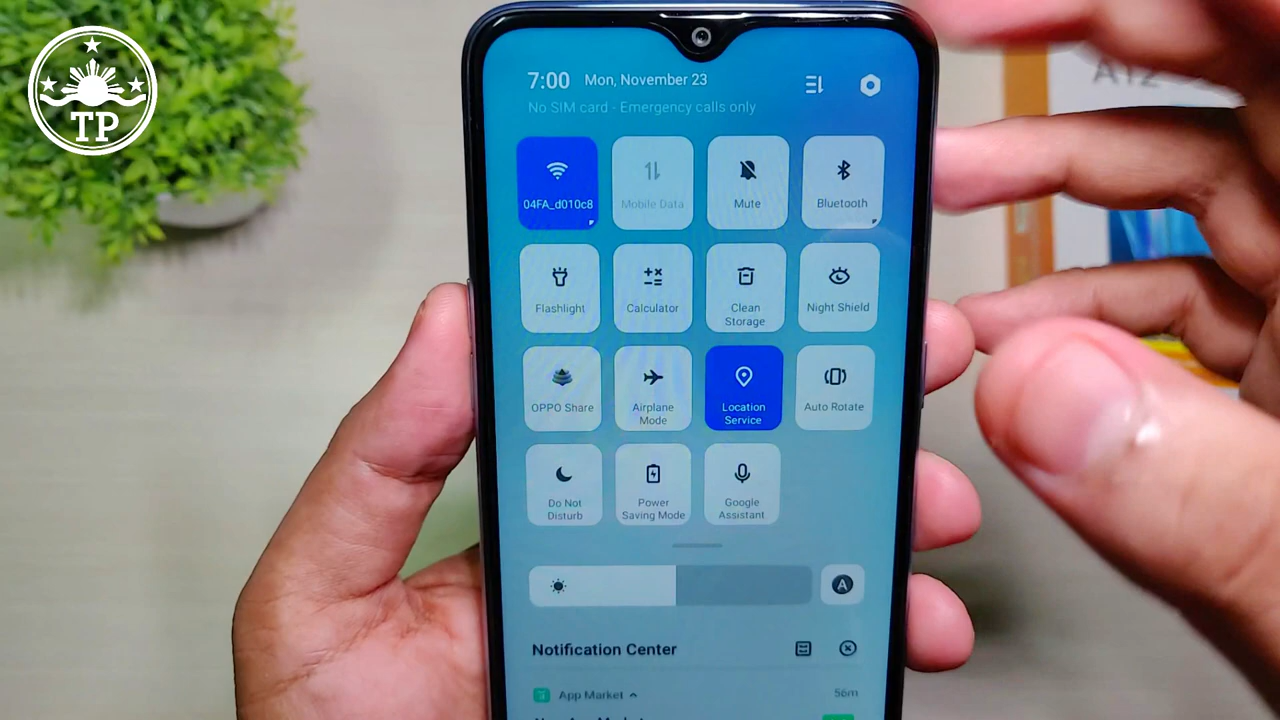 TP
7:00 Mon, November 23
No SIM card - Emergency calls only
04FA_d010c8
Mobile Data
Mute
Bluetooth
Flashlight
Calculator
Clean
Storage
Night Shield
OPPO Share
Airplane
Mode
Location
Service
Auto Rotate
Do Not
Disturb
Power
Saving Mode
Google
Assistant
A
Notification Center
App Market
56m